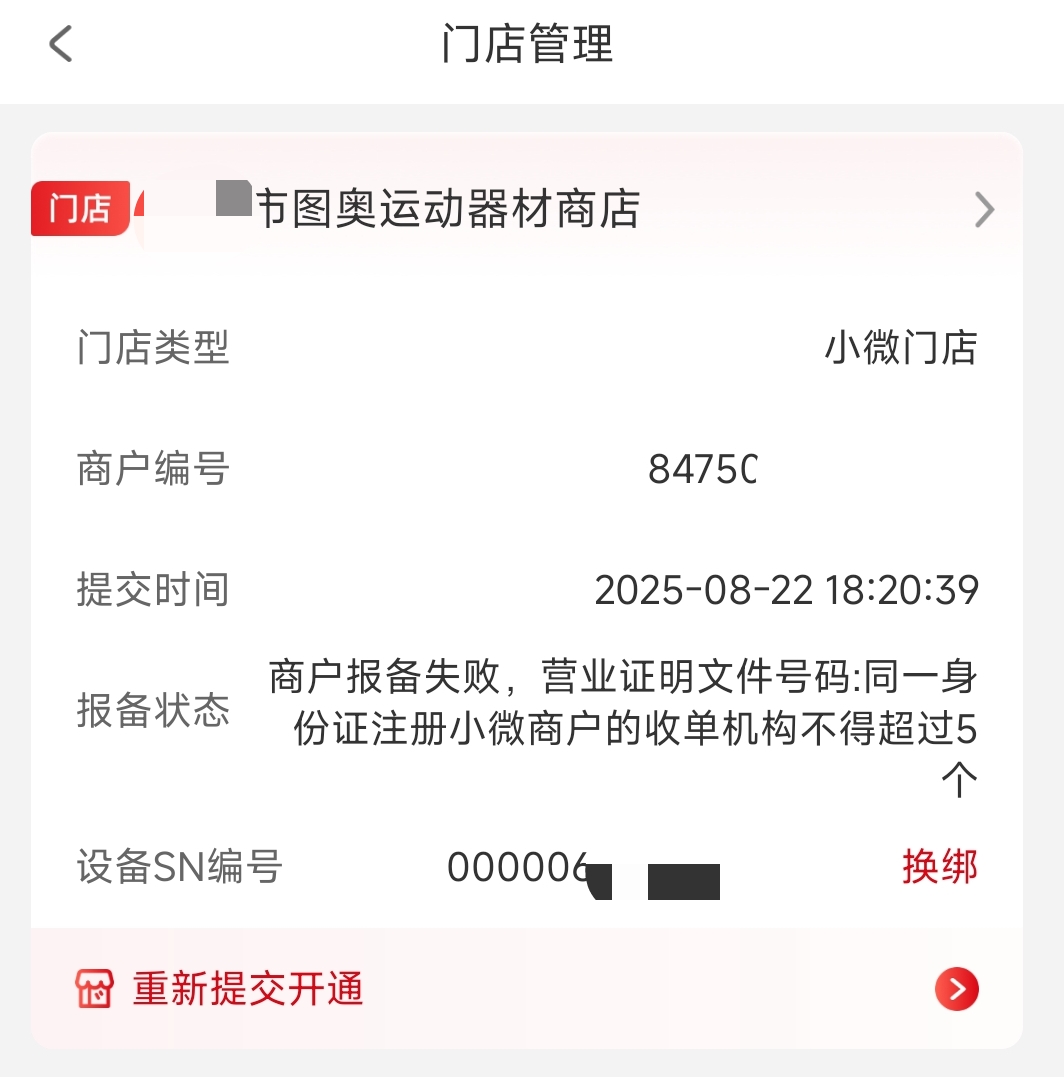 门店管理
门店
市图奥运动器材商店
门店类型 小微门店
商户编号 8475
提交时间 2025-08-22 18:20:39
报备状态 商户报备失败，营业证明文件号码:同一身
份证注册小微商户的收单机构不得超过5
个
设备SN编号 00000 换绑
重新提交开通